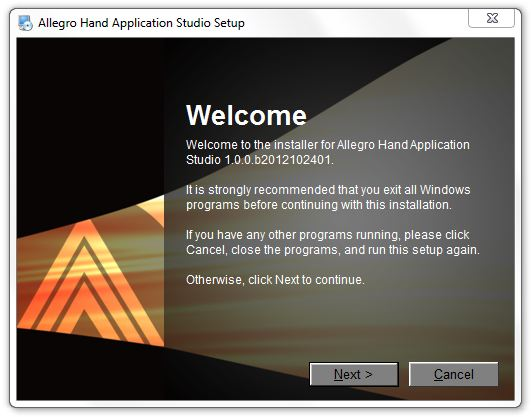 Allegro Hand Application Studio Setup
Welcome
Welcome to the installer for Allegro Hand Application
Studio 1.0.0.b2012102401.
It is strongly recommended that you exit all Windows
programs before continuing with this installation.
If you have any other programs running, please click
Cancel, close the programs, and run this setup again.
Otherwise, click Next to continue.
Next >
Cancel